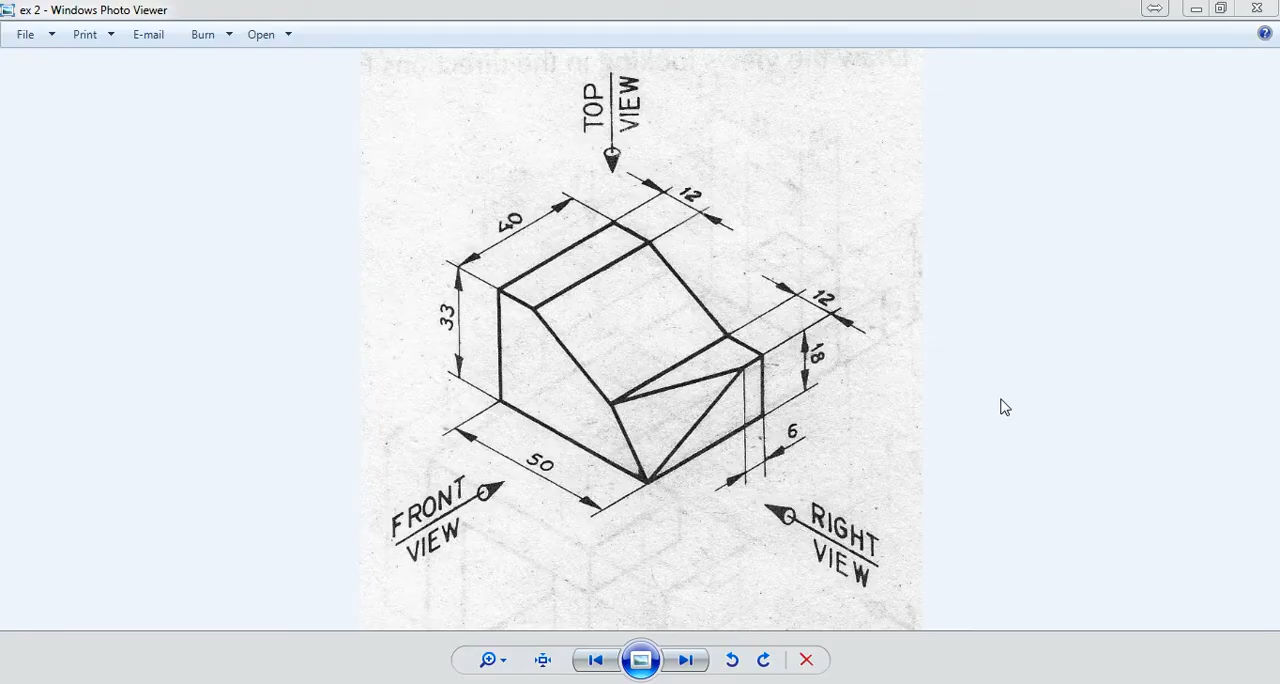 ex 2 - Windows Photo Viewer
File Print E-mail Burn Open
TOP
VIEW
12
40
33
12
18
6
50
FRONT
VIEW
RIGHT
VIEW